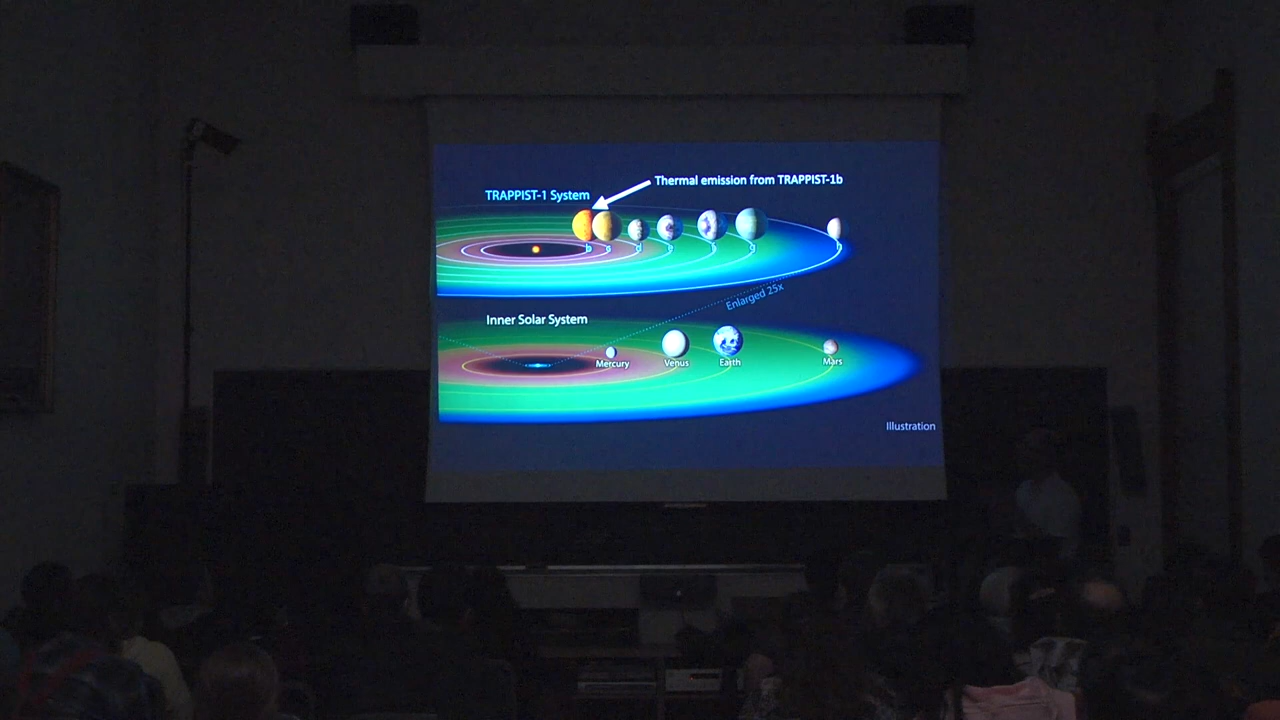 Thermal emission from TRAPPIST-1b
TRAPPIST-1 System
b c d
g
h
Enlarged 25x
Inner Solar System
Mercury
Venus
Earth
Mars
Illustration